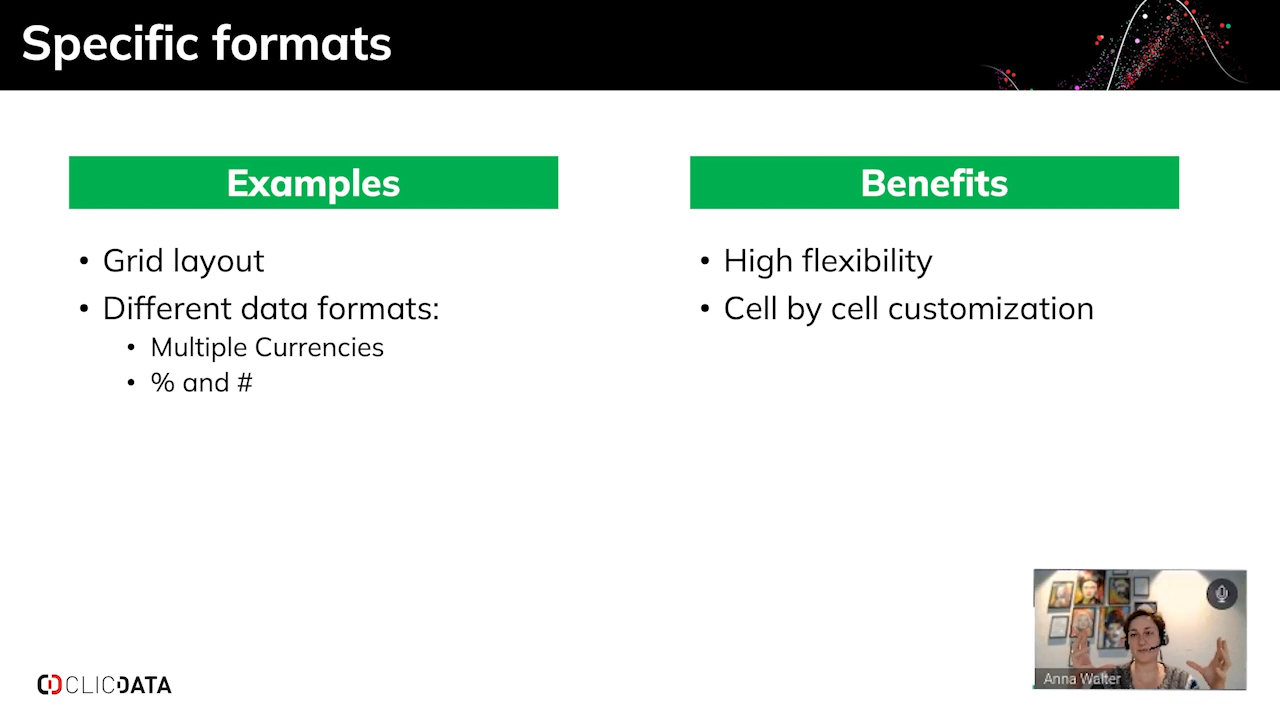 Specific formats
Examples
• Grid layout
• Different data formats:
• Multiple Currencies
• % and #
Benefits
• High flexibility
• Cell by cell customization
CLICDATA
Anna Walter